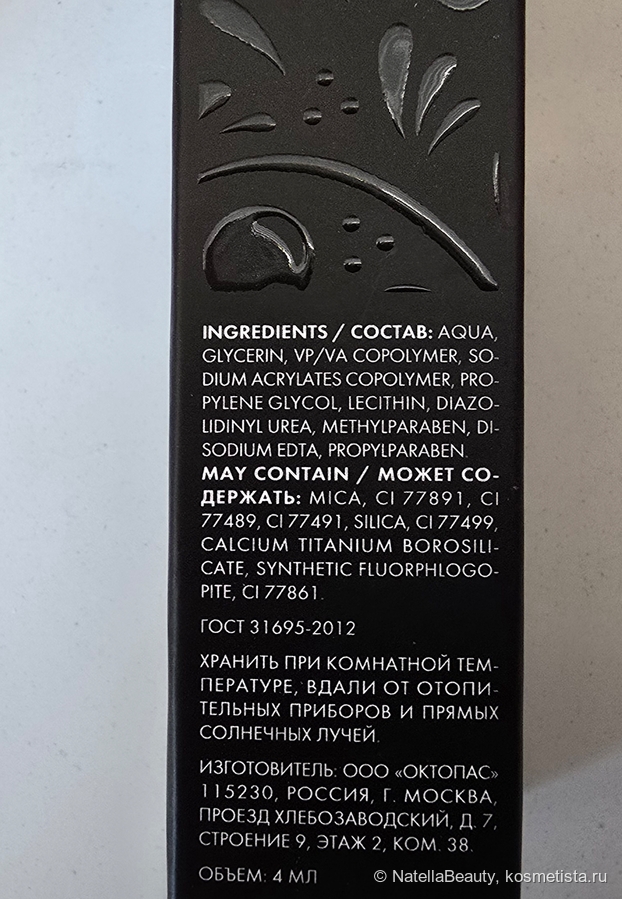 INGREDIENTS / СОСТАВ: AQUA,
GLYCERIN, VP/VA COPOLYMER, SO-
DIUM ACRYLATES COPOLYMER, PRO-
PYLENE GLYCOL, LECITHIN, DIAZO-
LIDINYL UREA, METHYLPARABEN, DI-
SODIUM EDTA, PROPYLPARABEN.
MAY CONTAIN / МОЖЕТ СО-
ДЕРЖАТЬ: MICA, CI 77891, CI
77489, CI 77491, SILICA, CI 77499,
CALCIUM TITANIUM BOROSILI-
CATE, SYNTHETIC FLUORPHLOGO-
PITE, CI 77861.
ГОСТ 31695-2012
ХРАНИТЬ ПРИ КОМНАТНОЙ ТЕМ-
ПЕРАТУРЕ, ВДАЛИ ОТ ОТОПИ-
ТЕЛЬНЫХ ПРИБОРОВ И ПРЯМЫХ
СОЛНЕЧНЫХ ЛУЧЕЙ.
ИЗГОТОВИТЕЛЬ: ООО «ОКТОПАС»
115230, РОССИЯ, Г. МОСКВА,
ПРОЕЗД ХЛЕБОЗАВОДСКИЙ, Д. 7,
СТРОЕНИЕ 9, ЭТАЖ 2, КОМ. 38.
ОБЪЕМ: 4 МЛ
© NatellaBeauty, kosmetista.ru